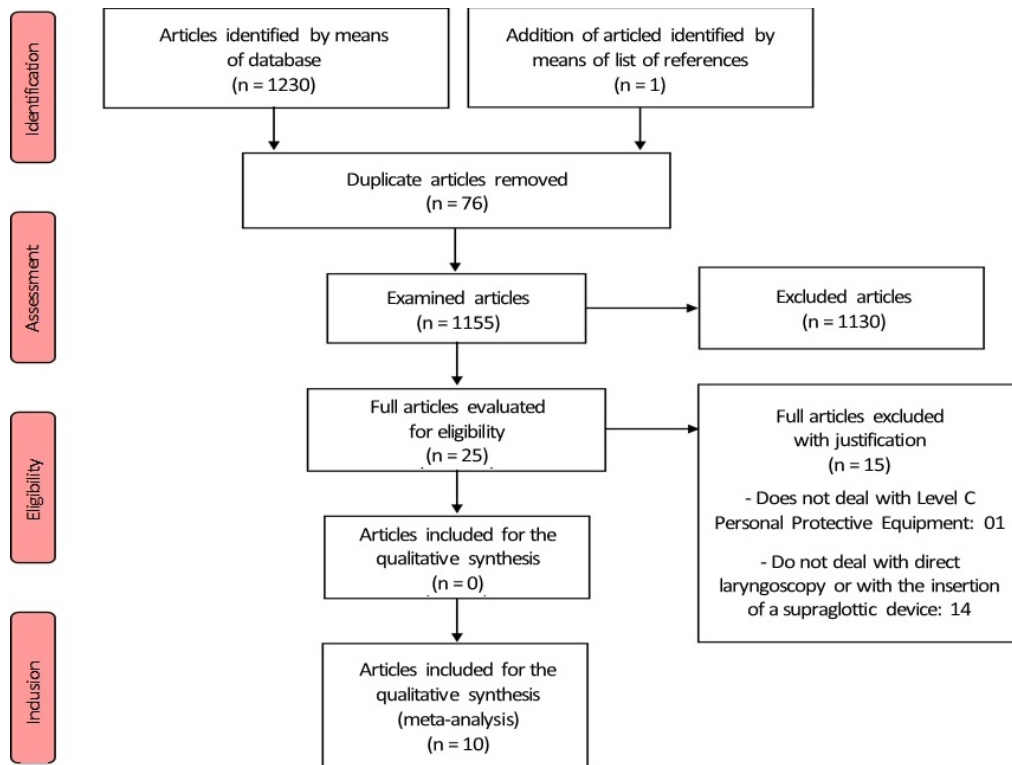 Identification
Articles identified by means
of database
(n = 1230)
Addition of articled identified by
means of list of references
(n = 1)
Duplicate articles removed
(n = 76)
Assessment
Examined articles
(n = 1155)
Excluded articles
(n = 1130)
Eligibility
Full articles evaluated
for eligibility
(n = 25)
Full articles excluded
with justification
(n = 15)
- Does not deal with Level C
Personal Protective Equipment: 01
- Do not deal with direct
laryngoscopy or with the insertion
of a supraglottic device: 14
Articles included for the
qualitative synthesis
(n = 0)
Indusion
Articles included for the
qualitative synthesis
(meta-analysis)
(n = 10)